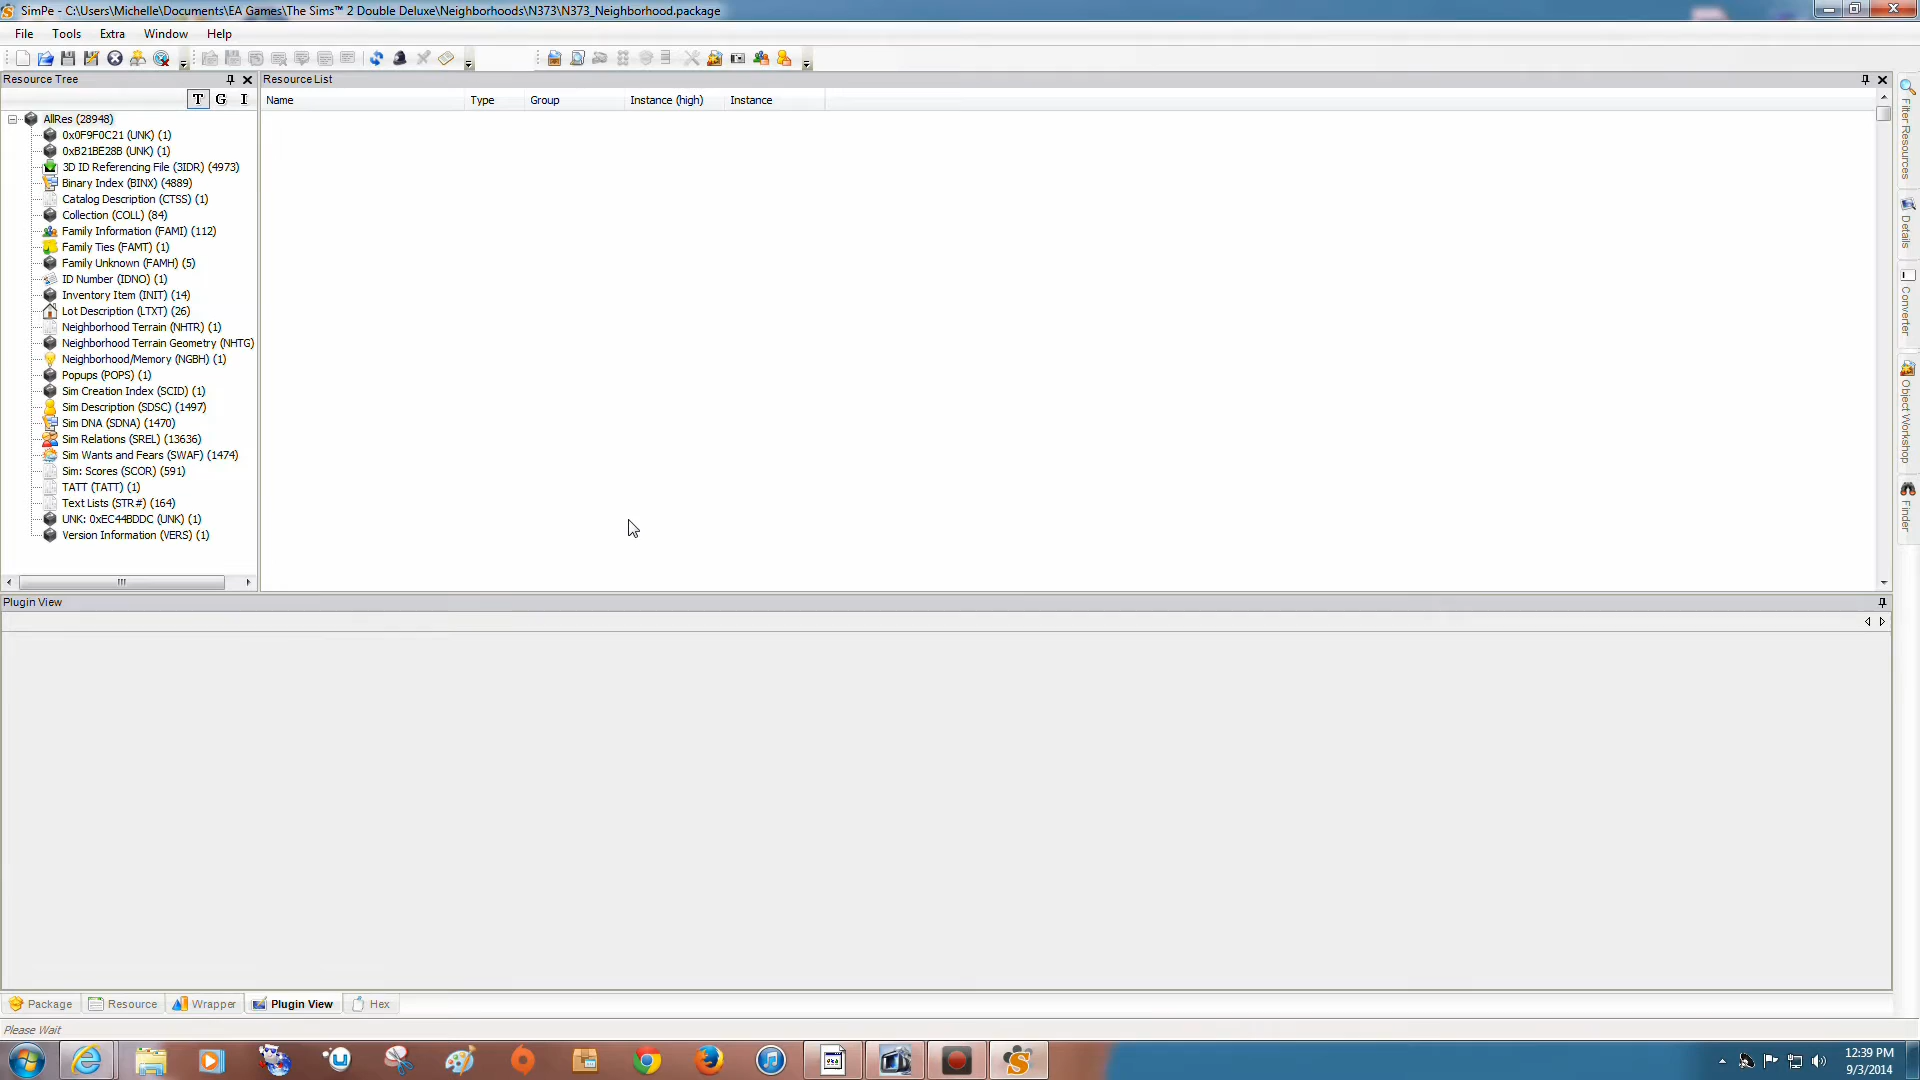 SimPe - C:\Users\Michelle\Documents\EA Games\The Sims™ 2 Double Deluxe\Neighborhoods\N373\N373_Neighborhood.package
File Tools Extra Window Help
Resource Tree
Resource List
T G I
Name Type Group Instance (high) Instance
AllRes (28948)
0x0F9F0C21 (UNK) (1)
0xB21BE28B (UNK) (1)
3D ID Referencing File (3IDR) (4973)
Binary Index (BINX) (4889)
Catalog Description (CTSS) (1)
Collection (COLL) (84)
Family Information (FAMI) (112)
Family Ties (FAMT) (1)
Family Unknown (FAMH) (5)
ID Number (IDNO) (1)
Inventory Item (INIT) (14)
Lot Description (LTXT) (26)
Neighborhood Terrain (NHTR) (1)
Neighborhood Terrain Geometry (NHTG)
Neighborhood/Memory (NGBH) (1)
Popups (POPS) (1)
Sim Creation Index (SCID) (1)
Sim Description (SDSC) (1497)
Sim DNA (SDNA) (1470)
Sim Relations (SREL) (13636)
Sim Wants and Fears (SWAF) (1474)
Sim: Scores (SCOR) (591)
TATT (TATT) (1)
Text Lists (STR#) (164)
UNK: 0xEC44BDDC (UNK) (1)
Version Information (VERS) (1)
Filter Resources
Details
Converter
Object Workshop
Finder
Plugin View
Package Resource Wrapper Plugin View Hex
Please Wait
12:39 PM
9/3/2014